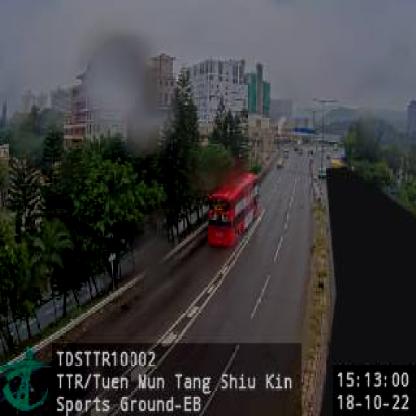 TDSTTR10002
TTR/Tuen Mun Tang Shiu Kin
Sports Ground-EB
15:13:00
18-10-22